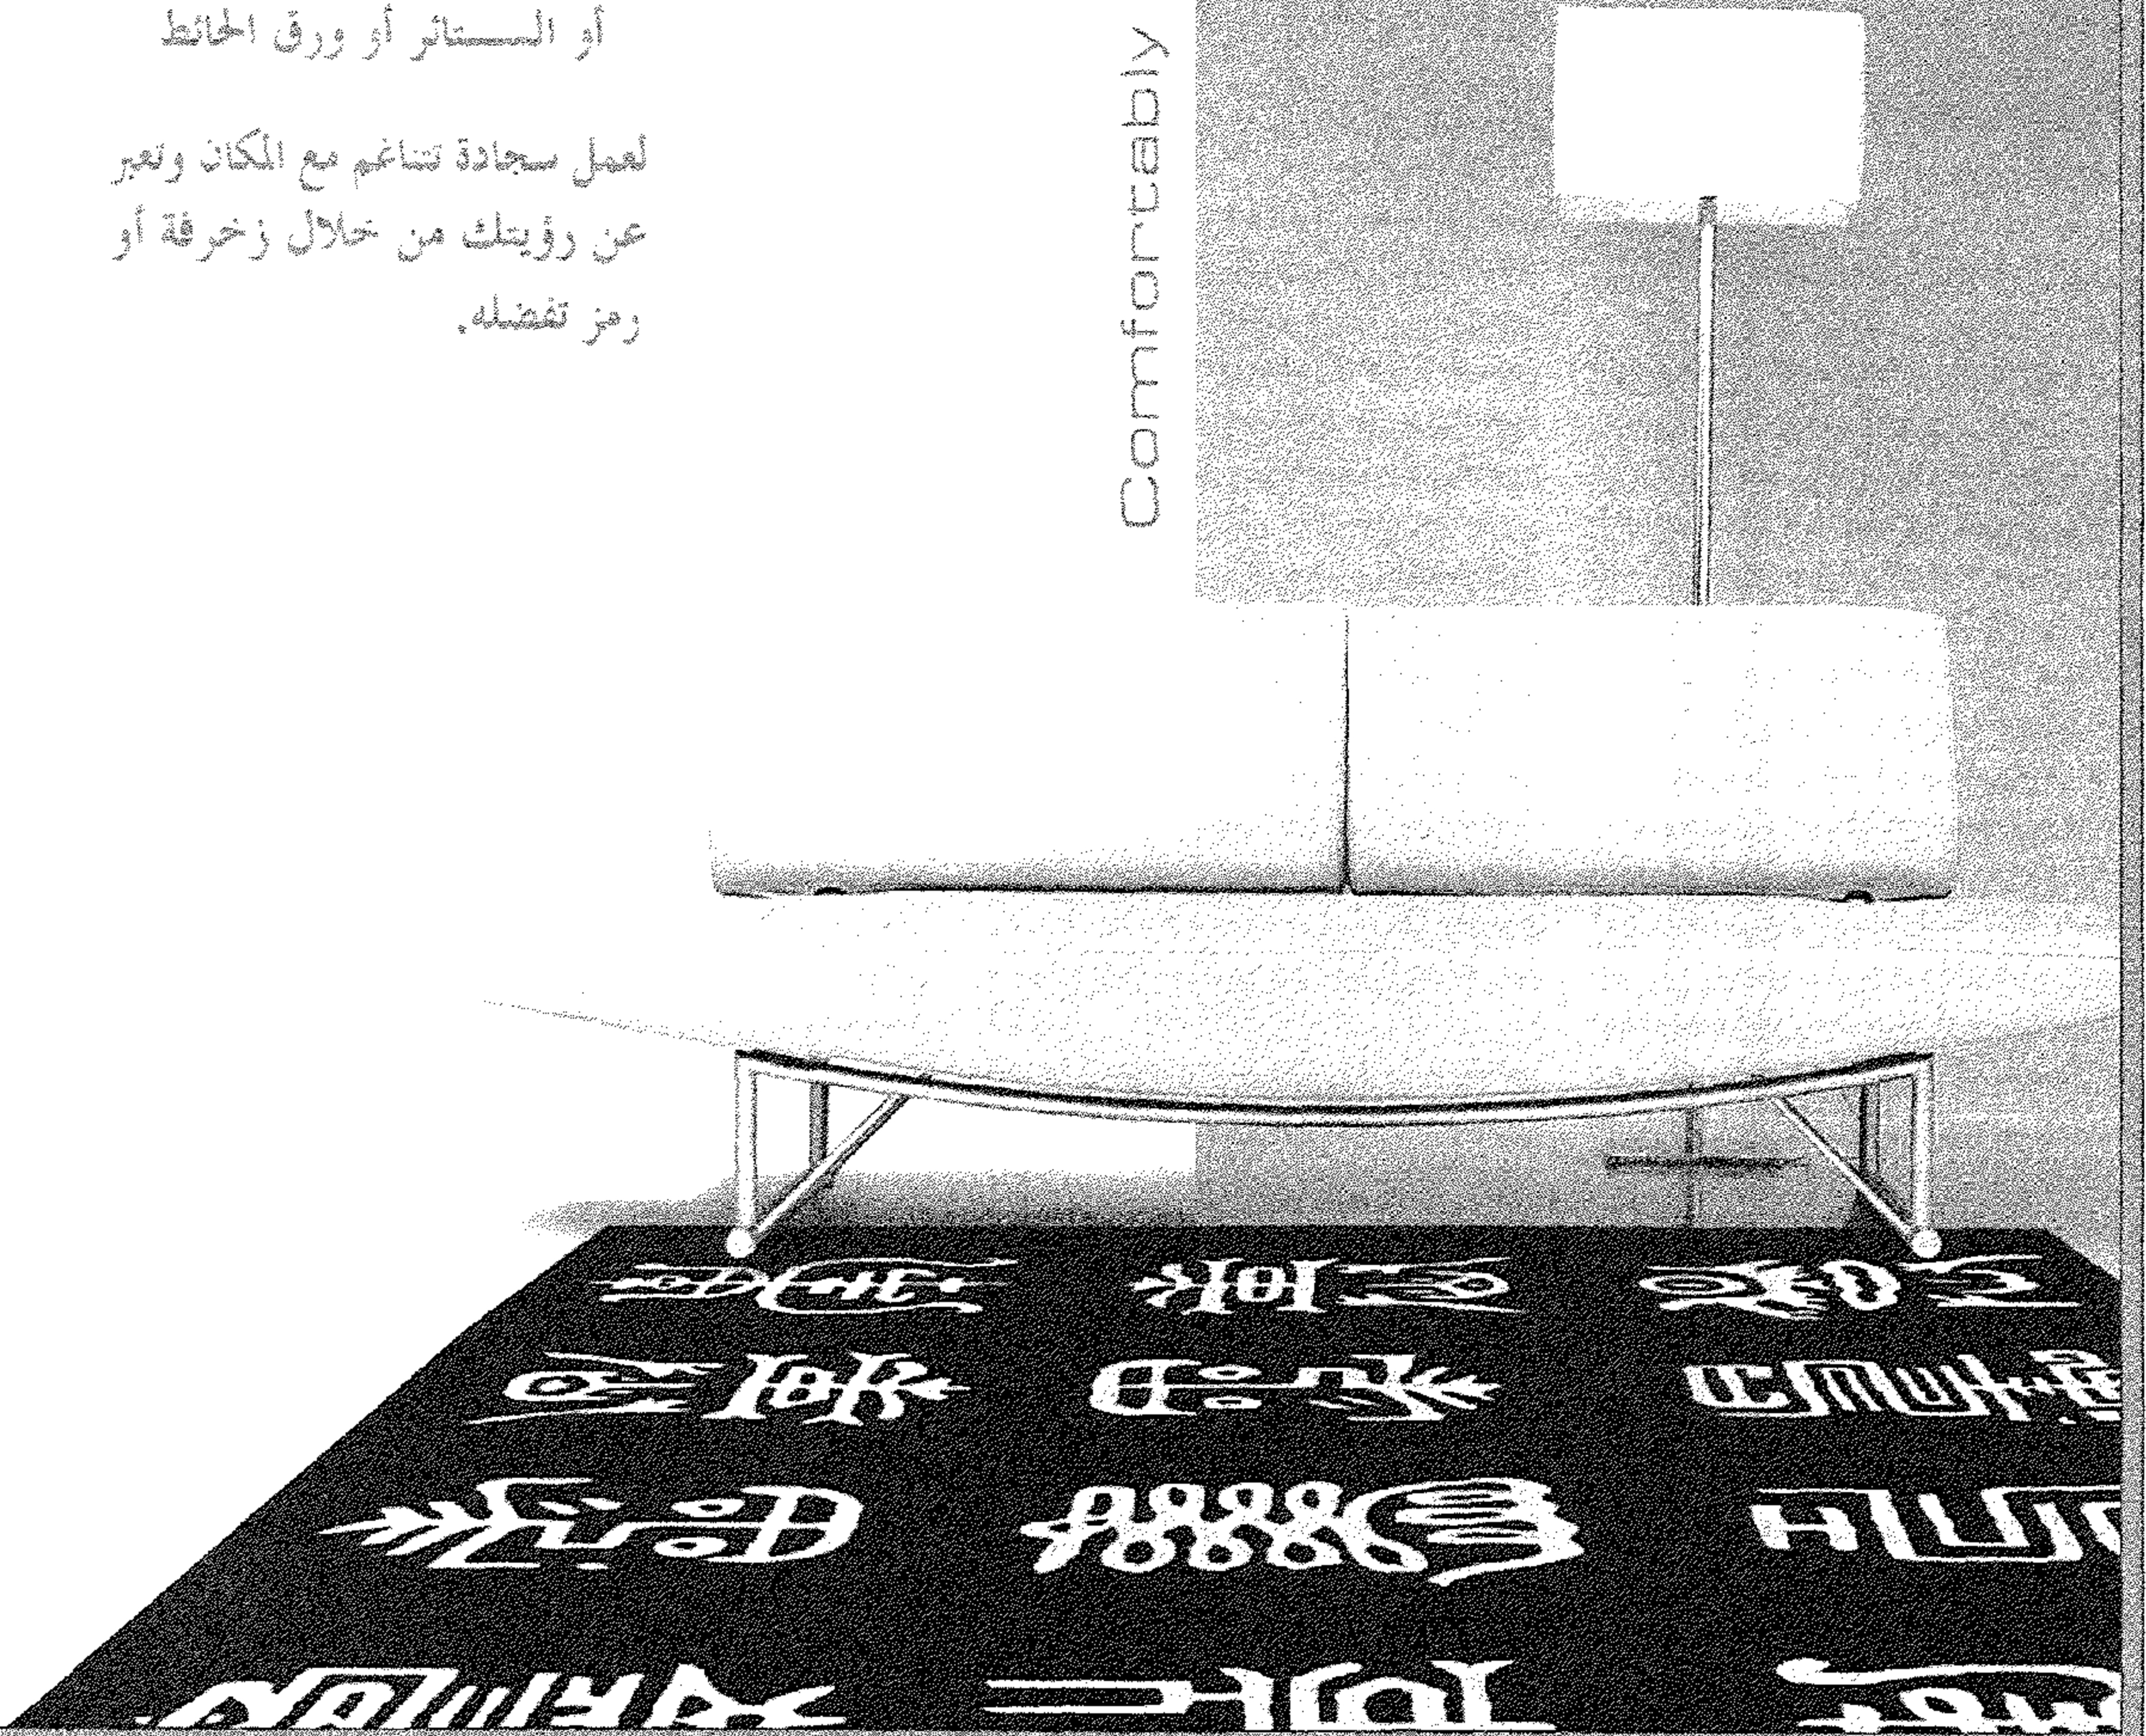 أو الستائر أو ورق الحائط
لعمل سجادة تتناغم مع المكان وتعبر
عن رؤيتك من خلال زخرفة أو
رمز تفضله.
Comfortably